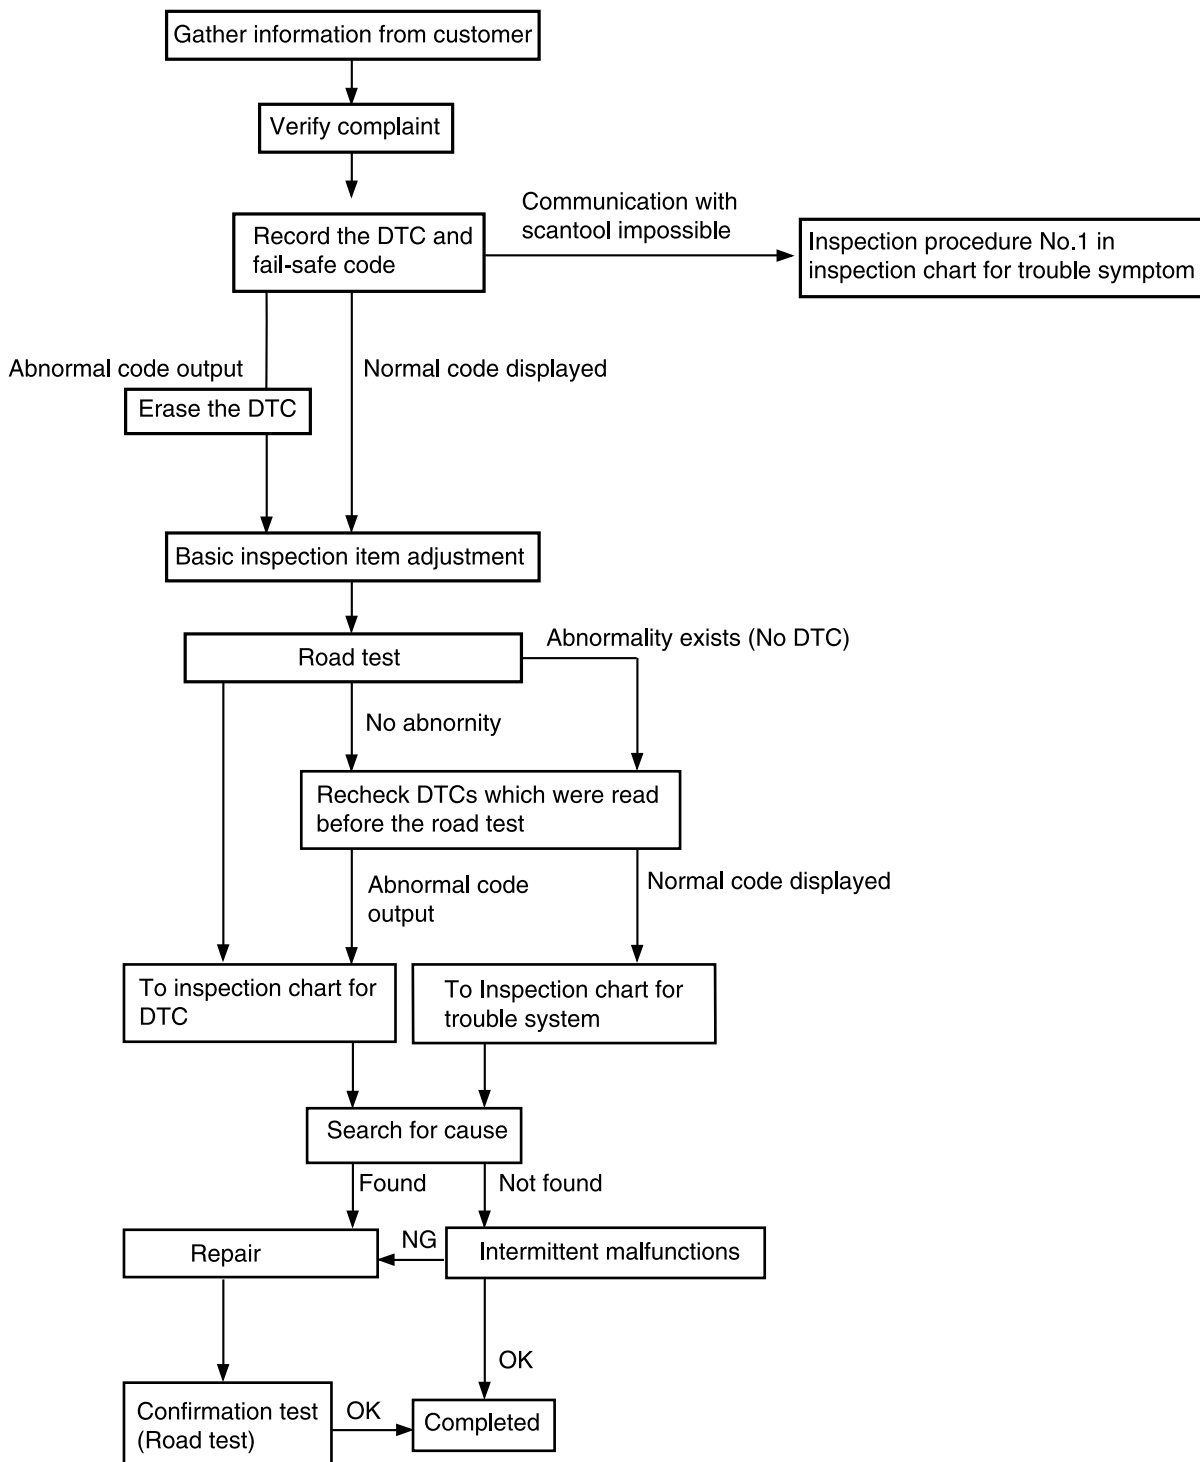 Gather information from customer
Verify complaint
Communication with
scantool impossible
Record the DTC and
fail-safe code
Inspection procedure No.1 in
inspection chart for trouble symptom
Abnormal code output
Normal code displayed
Erase the DTC
Basic inspection item adjustment
Abnormality exists (No DTC)
Road test
No abnornity
Recheck DTCs which were read
before the road test
Abnormal code
output
Normal code displayed
To inspection chart for
DTC
To Inspection chart for
trouble system
Search for cause
Found
Not found
Repair
NG
Intermittent malfunctions
OK
Confirmation test
(Road test)
OK
Completed